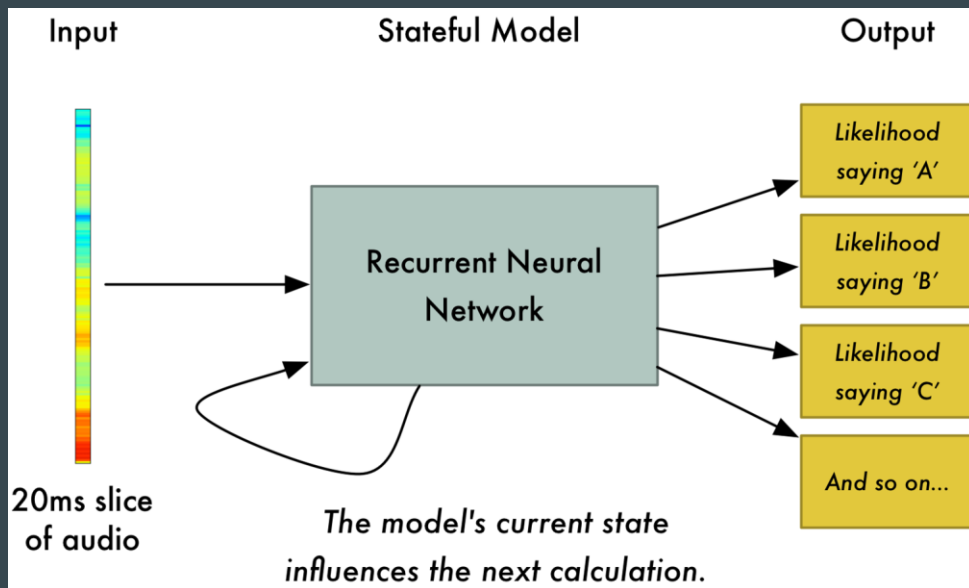 Input
Stateful Model
Output
20ms slice
of audio
Recurrent Neural
Network
The model's current state
influences the next calculation.
Likelihood
saying ‘A’
Likelihood
saying ‘B’
Likelihood
saying ‘C’
And so on...